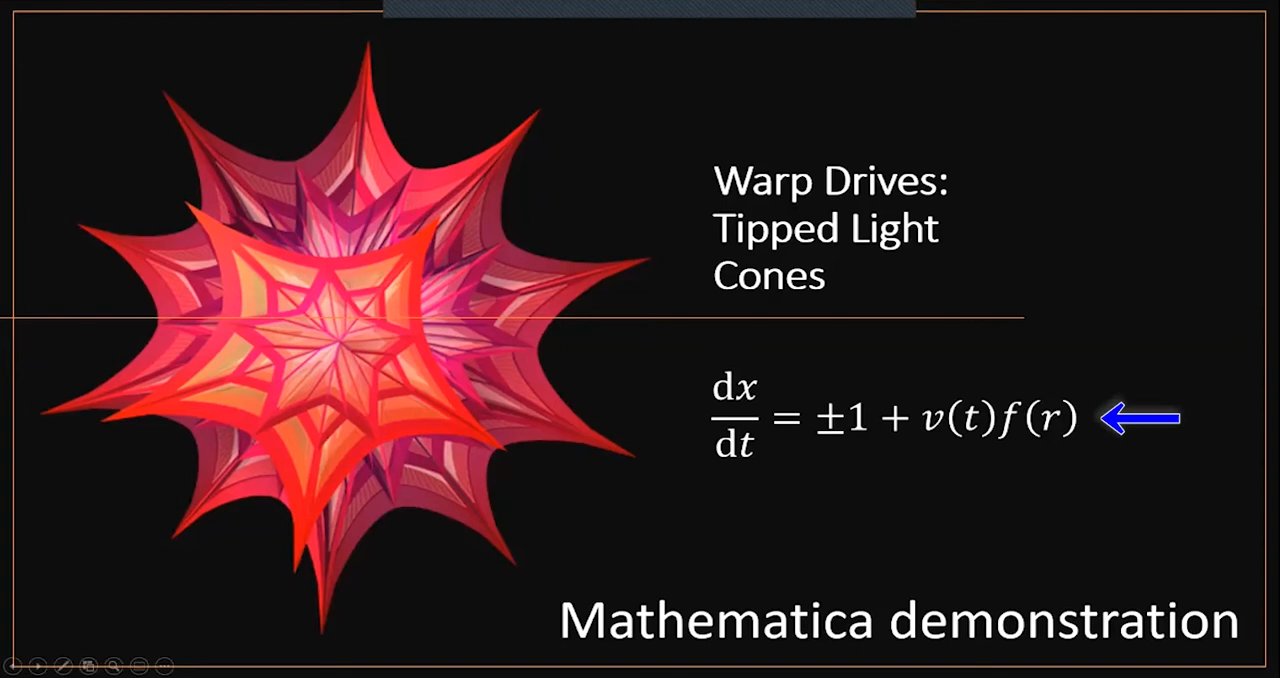 Warp Drives:
Tipped Light
Cones
dx/dt = ±1 + v(t)f(r)
Mathematica demonstration